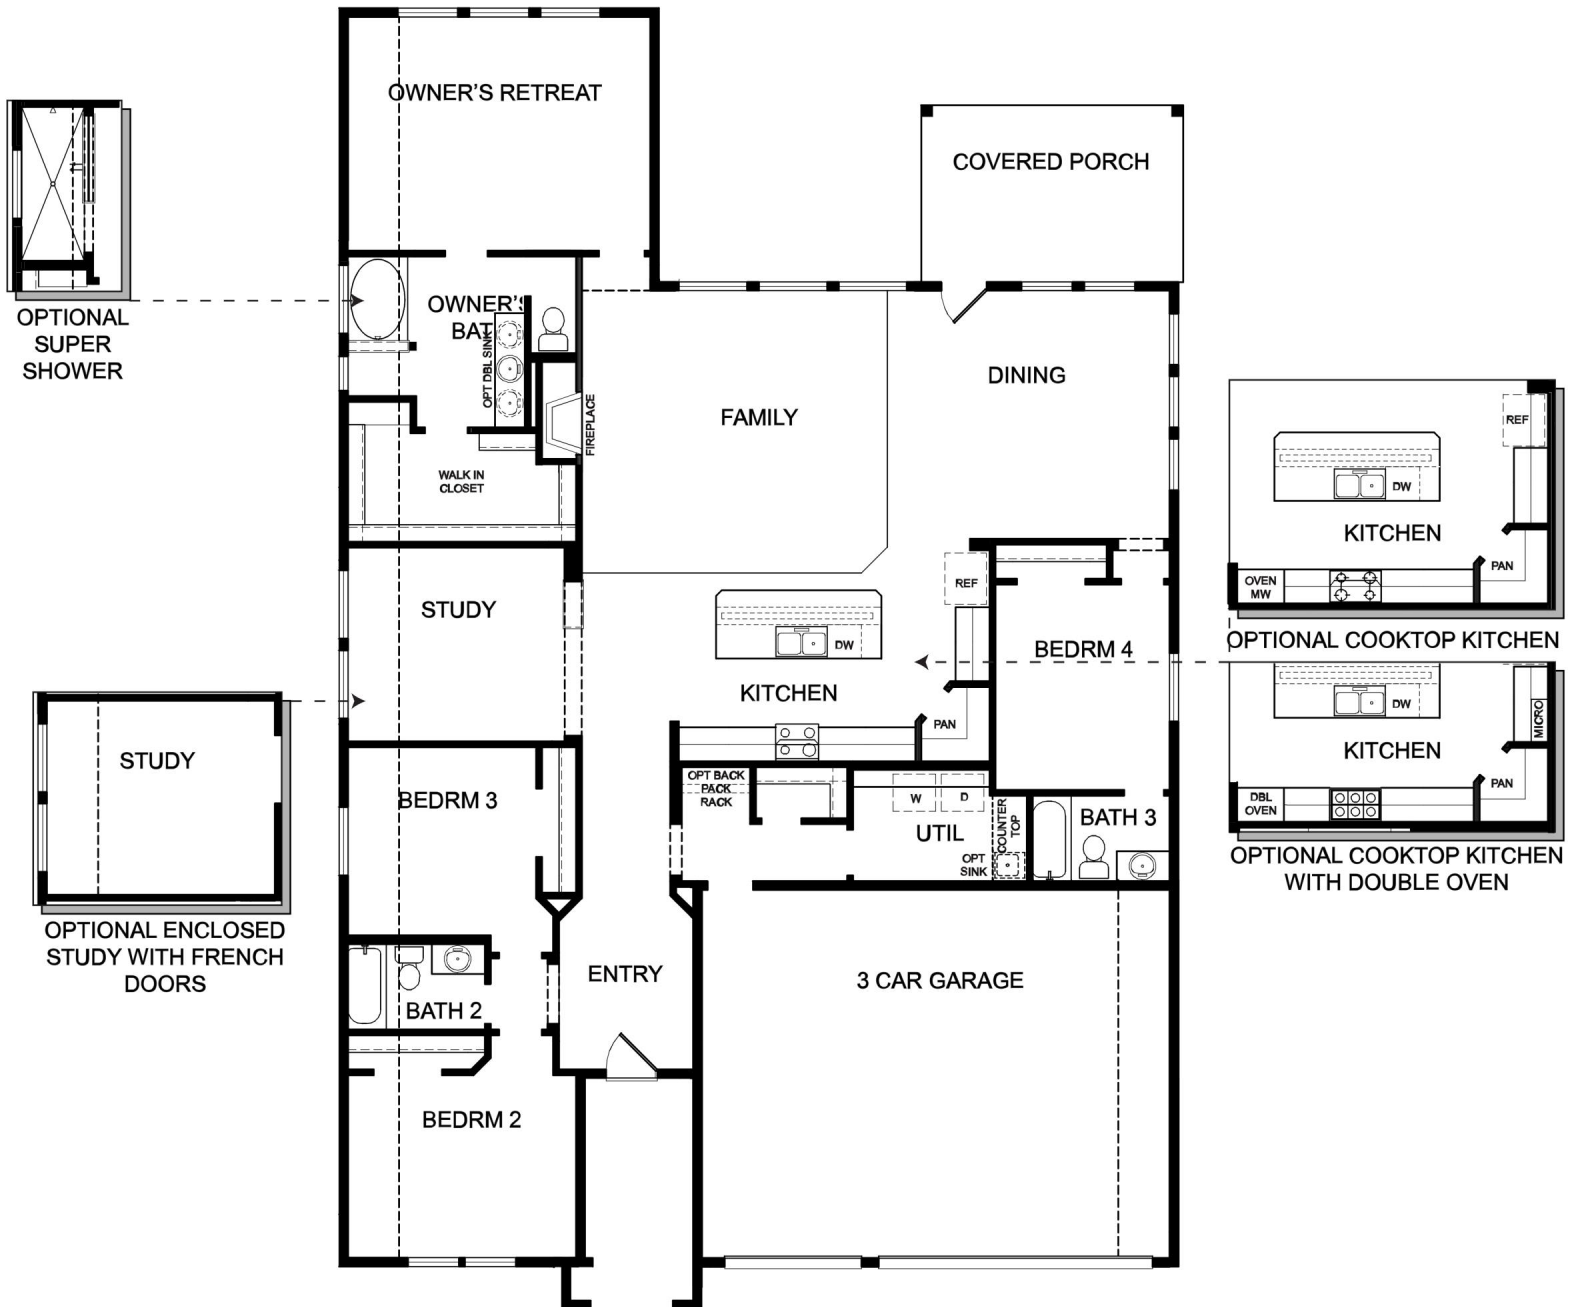 OWNER'S RETREAT
COVERED PORCH
OPTIONAL
SUPER
SHOWER
OWNER'S
BAT
OPT DBL SINK
FIREPLACE
FAMILY
DINING
WALK IN
CLOSET
REF
DW
KITCHEN
PAN
OVEN
MW
OPTIONAL COOKTOP KITCHEN
STUDY
REF
DW
KITCHEN
PAN
BEDRM 4
DW
MICRO
KITCHEN
PAN
DBL
OVEN
OPTIONAL COOKTOP KITCHEN
WITH DOUBLE OVEN
STUDY
OPTIONAL ENCLOSED
STUDY WITH FRENCH
DOORS
BEDRM 3
OPT BACK
PACK
RACK
W
D
UTIL
COUNTER
TOP
OPT
SINK
BATH 3
ENTRY
3 CAR GARAGE
BATH 2
BEDRM 2